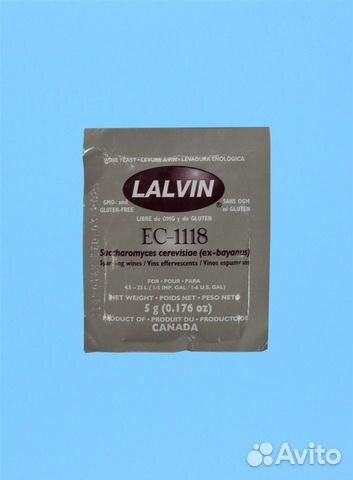 WINE YEAST • LEVURE À VIN • LEVADURA ENOLÓGICA
GMO- and
GLUTEN-FREE
LALVIN
SANS OGM
ni GLUTEN
LIBRE de OMG y de GLUTEN
EC-1118
Saccharomyces cerevisiae (ex-bayanus)
Sparkling wines / Vins effervescents / Vinos espumosos
FOR • POUR • PARA
4.5 – 23 L ( 1-5 IMP. GAL / 1-6 U.S. GAL)
NET WEIGHT • POIDS NET • PESO NETO
5 g (0.176 oz)
PRODUCT OF • PRODUIT DU • PRODUCTO DE
CANADA
Avito